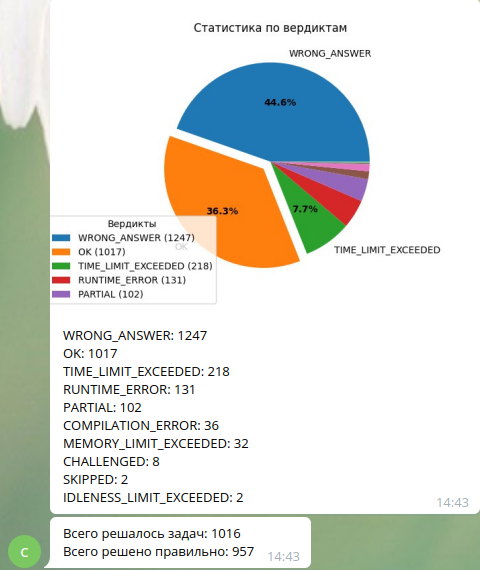 Статистика по вердиктам
WRONG_ANSWER
44.6%
36.3%
7.7%
OK
TIME_LIMIT_EXCEEDED
Вердикты
WRONG_ANSWER (1247)
OK (1017)
TIME_LIMIT_EXCEEDED (218)
RUNTIME_ERROR (131)
PARTIAL (102)
WRONG_ANSWER: 1247
OK: 1017
TIME_LIMIT_EXCEEDED: 218
RUNTIME_ERROR: 131
PARTIAL: 102
COMPILATION_ERROR: 36
MEMORY_LIMIT_EXCEEDED: 32
CHALLENGED: 8
SKIPPED: 2
IDLENESS_LIMIT_EXCEEDED: 2
14:43
Всего решалось задач: 1016
Всего решено правильно: 957
14:43
C